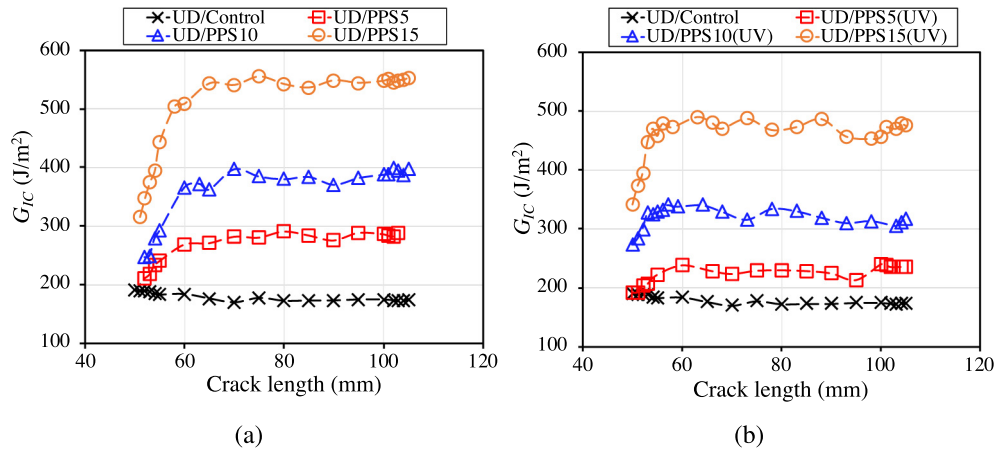 UD/Control UD/PPS5
UD/PPS10 UD/PPS15
600
500
400
300
200
100
G_IC (J/m²)
40 60 80 100 120
Crack length (mm)
(a)
UD/Control UD/PPS5(UV)
UD/PPS10(UV) UD/PPS15(UV)
600
500
400
300
200
100
G_IC (J/m²)
40 60 80 100 120
Crack length (mm)
(b)